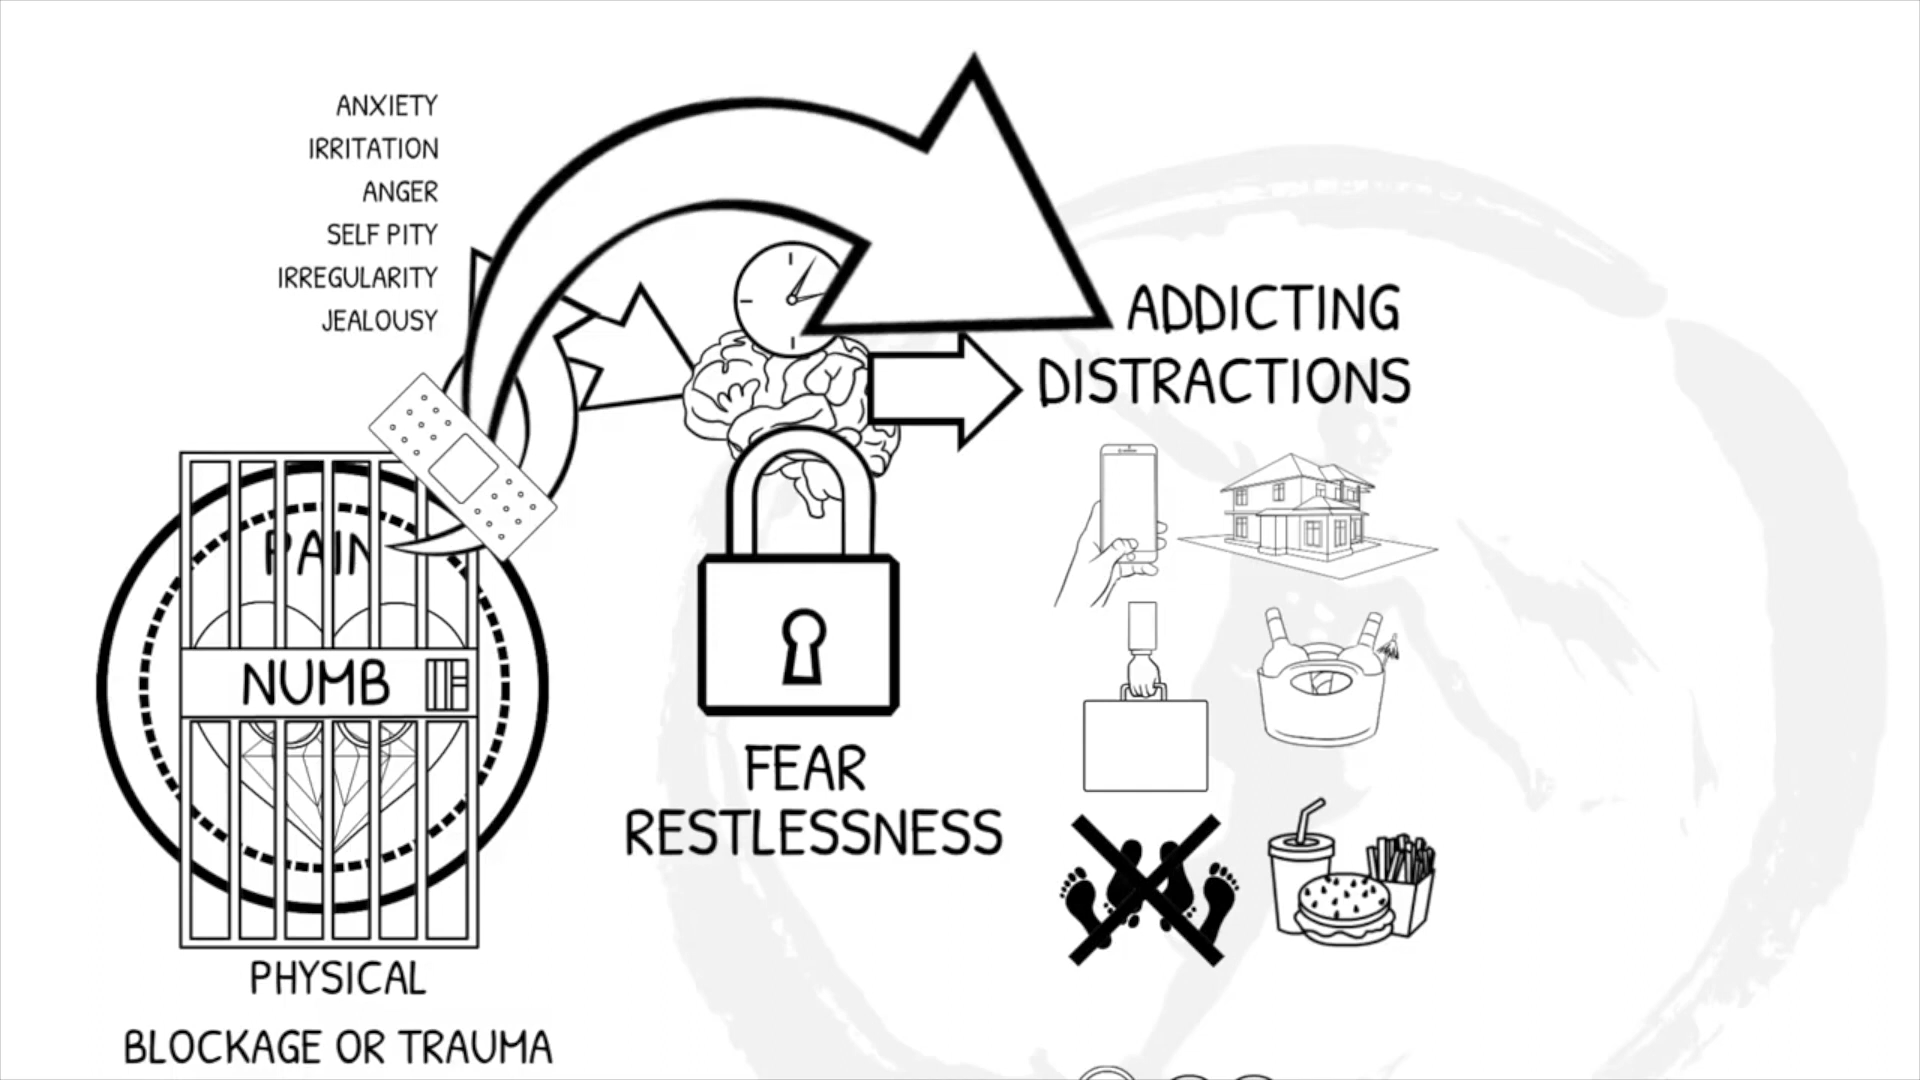 ANXIETY
IRRITATION
ANGER
SELF PITY
IRREGULARITY
JEALOUSY
PAIN
NUMB
PHYSICAL
BLOCKAGE OR TRAUMA
FEAR
RESTLESSNESS
ADDICTING
DISTRACTIONS